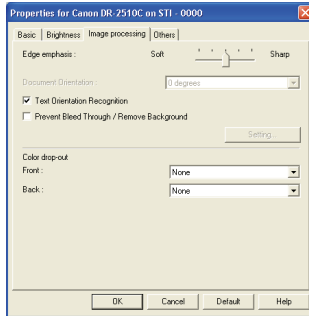 Properties for Canon DR-2510C on STI - 0000
Basic Brightness Image processing Others
Edge emphasis : Soft Sharp
Document Orientation : 0 degrees
Text Orientation Recognition
Prevent Bleed Through / Remove Background
Setting...
Color drop-out
Front : None
Back : None
OK Cancel Default Help